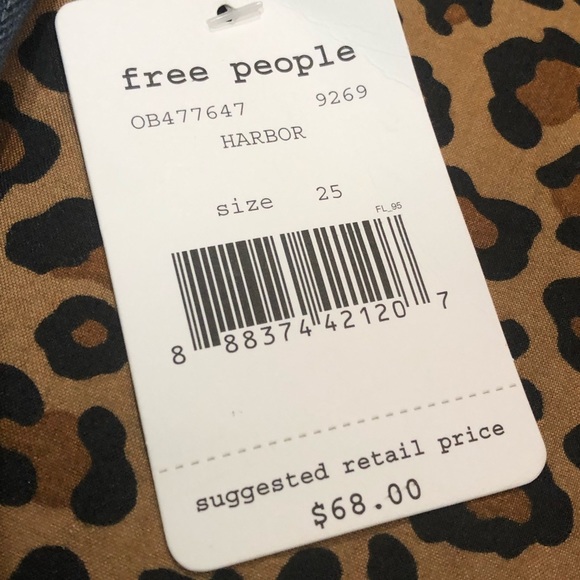 free people
OB477647 9269
HARBOR
size 25
FL_95
8 88374 42120 7
suggested retail price
$68.00